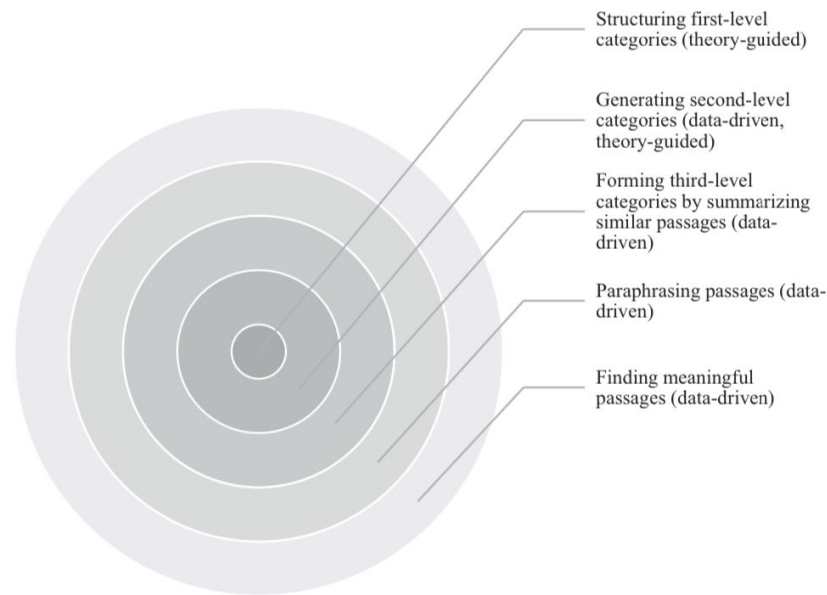 Structuring first-level
categories (theory-guided)
Generating second-level
categories (data-driven,
theory-guided)
Forming third-level
categories by summarizing
similar passages (data-
driven)
Paraphrasing passages (data-
driven)
Finding meaningful
passages (data-driven)